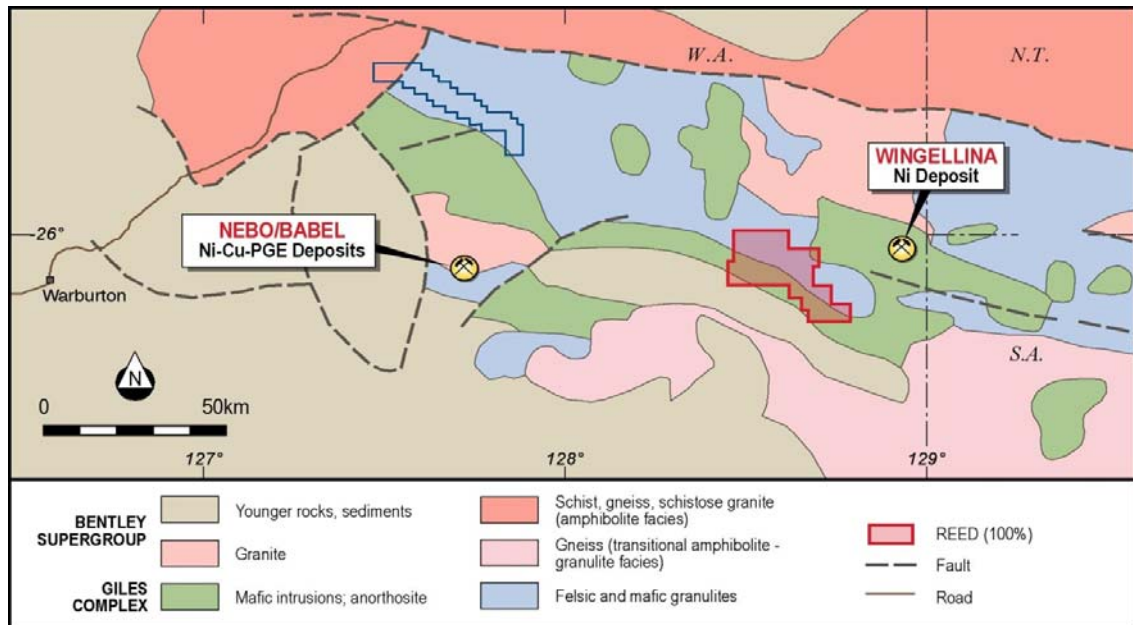 W.A.
N.T.
WINGELLINA
Ni Deposit
NEBO/BABEL
Ni-Cu-PGE Deposits
26°
Warburton
S.A.
N
0 50km
127° 128° 129°
BENTLEY
SUPERGROUP
GILES
COMPLEX
Younger rocks, sediments
Granite
Mafic intrusions; anorthosite
Schist, gneiss, schistose granite
(amphibolite facies)
Gneiss (transitional amphibolite -
granulite facies)
Felsic and mafic granulites
REED (100%)
Fault
Road